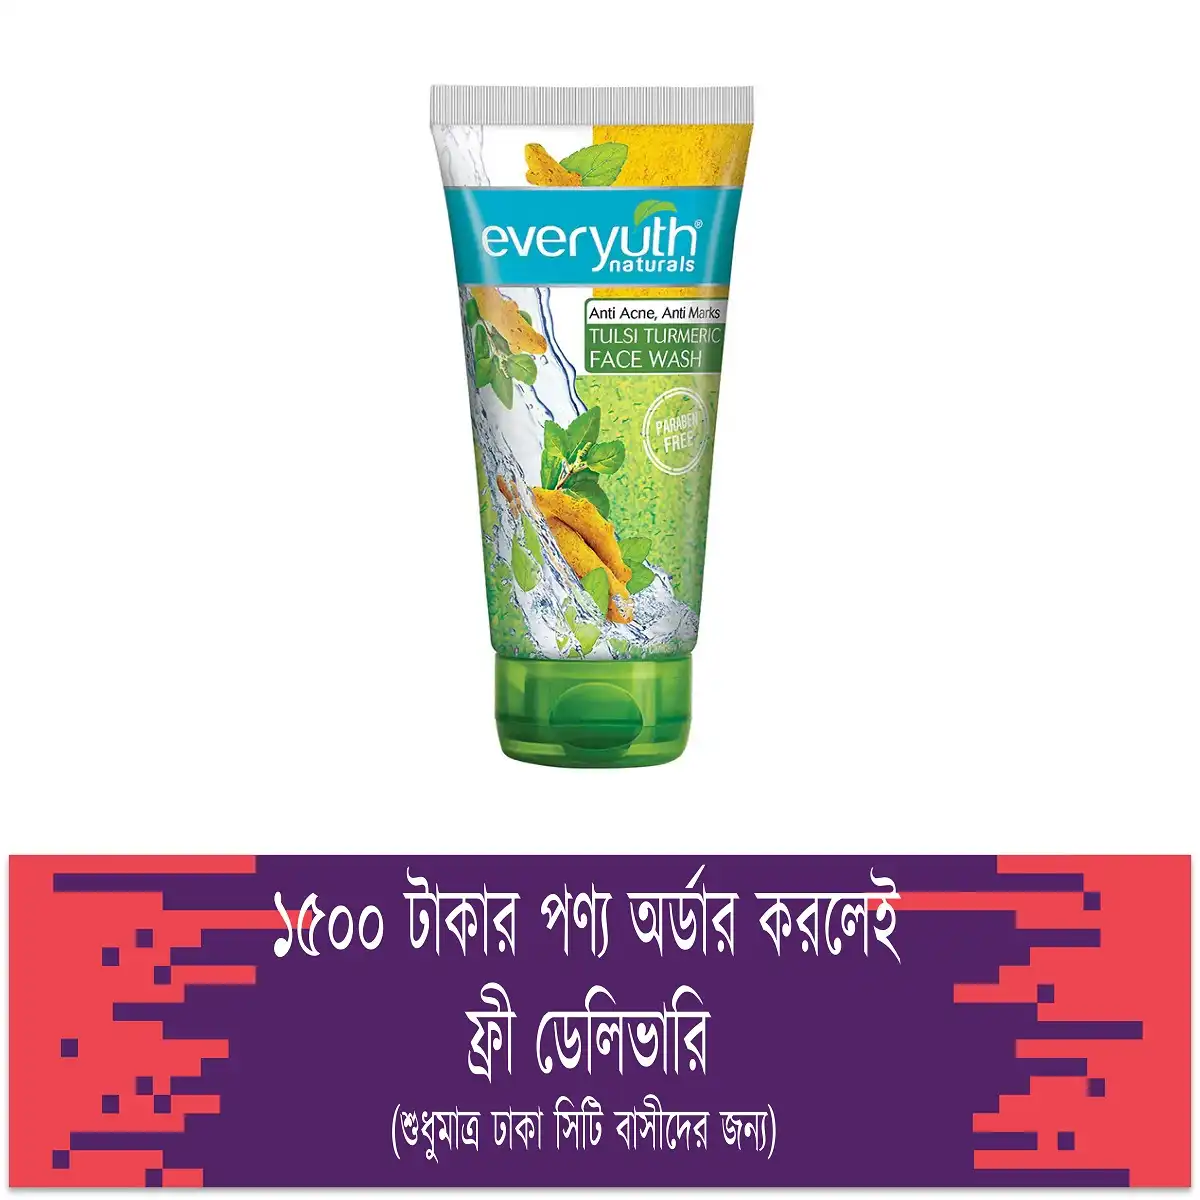 everyuth®
naturals
Anti Acne, Anti Marks
TULSI TURMERIC
FACE WASH
PARABEN
FREE
১৫০০ টাকার পণ্য অর্ডার করলেই
ফ্রী ডেলিভারি
(শুধুমাত্র ঢাকা সিটি বাসীদের জন্য)